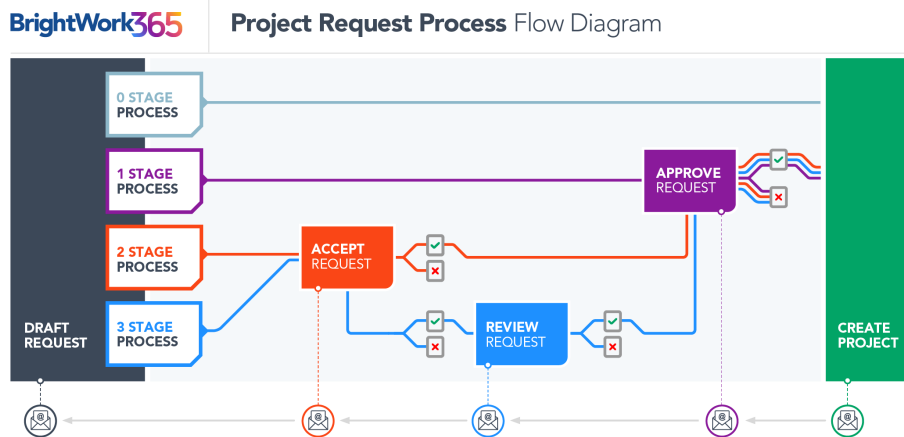 BrightWork365
Project Request Process Flow Diagram
0 STAGE
PROCESS
1 STAGE
PROCESS
APPROVE
REQUEST
2 STAGE
PROCESS
ACCEPT
REQUEST
3 STAGE
PROCESS
REVIEW
REQUEST
DRAFT
REQUEST
CREATE
PROJECT
@
@
@
@
@